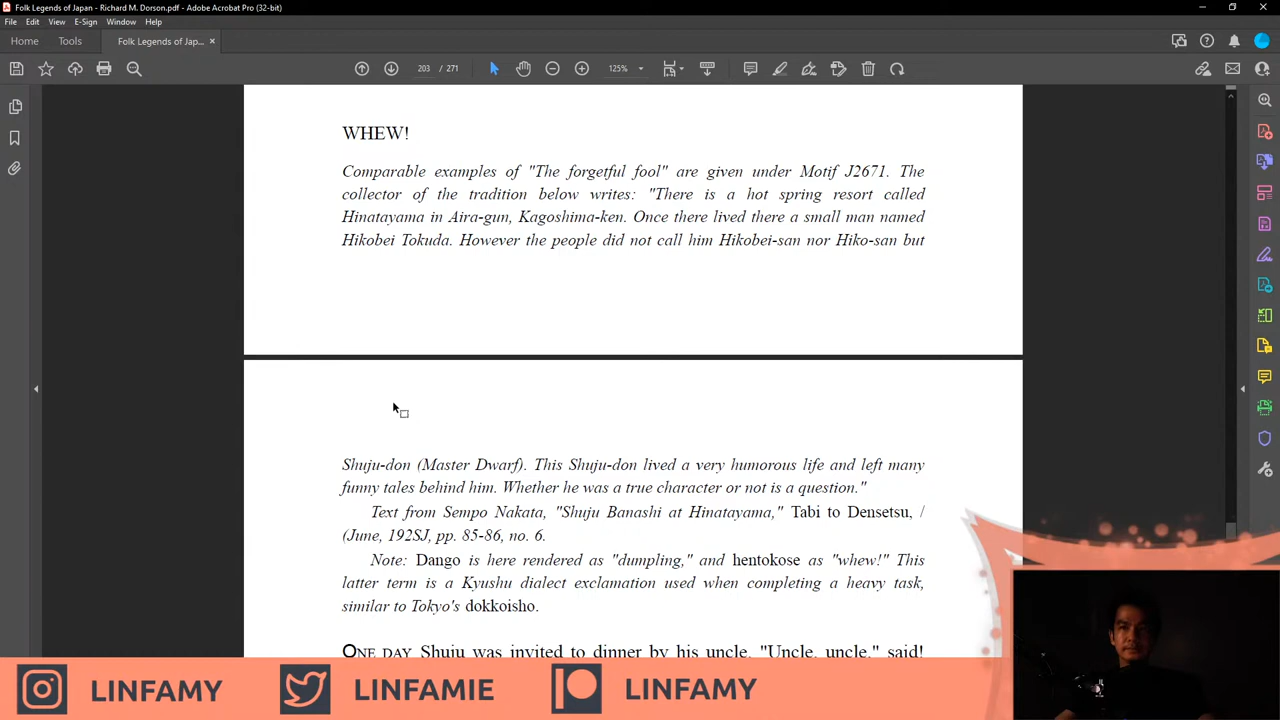 Folk Legends of Japan - Richard M. Dorson.pdf - Adobe Acrobat Pro (32-bit)
File Edit View E-Sign Window Help
Home Tools Folk Legends of Jap... ×
203 / 271 125%
WHEW!
Comparable examples of "The forgetful fool" are given under Motif J2671. The
collector of the tradition below writes: "There is a hot spring resort called
Hinatayama in Aira-gun, Kagoshima-ken. Once there lived there a small man named
Hikobei Tokuda. However the people did not call him Hikobei-san nor Hiko-san but
Shuju-don (Master Dwarf). This Shuju-don lived a very humorous life and left many
funny tales behind him. Whether he was a true character or not is a question."
Text from Sempo Nakata, "Shuju Banashi at Hinatayama," Tabi to Densetsu, /
(June, 192SJ, pp. 85-86, no. 6.
Note: Dango is here rendered as "dumpling," and hentokose as "whew!" This
latter term is a Kyushu dialect exclamation used when completing a heavy task,
similar to Tokyo's dokkoisho.
ONE DAY Shuju was invited to dinner by his uncle. "Uncle, uncle," said!
LINFAMY LINFAMIE LINFAMY